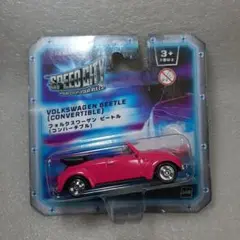 SPEED CITY
3+
VOLKSWAGEN BEETLE
(CONVERTIBLE)
フォルクスワーゲン ビートル
(コンバーチブル)